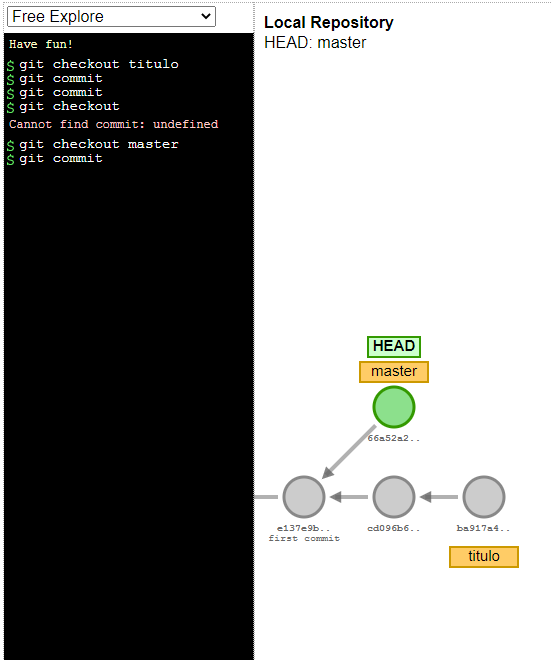 Free Explore
Have fun!
$ git checkout titulo
$ git commit
$ git commit
$ git checkout
Cannot find commit: undefined
$ git checkout master
$ git commit
Local Repository
HEAD: master
HEAD
master
66a52a2..
e137e9b..
first commit
cd096b6..
ba917a4..
titulo